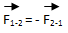 F₁₋₂ = - F₂₋₁